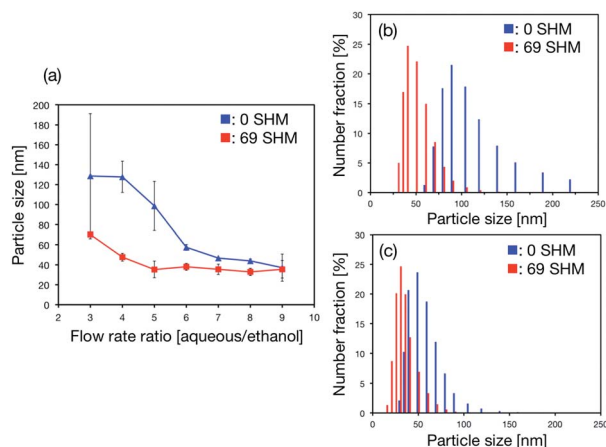 (a)
200
180
160
140
120
100
80
60
40
20
0
2 3 4 5 6 7 8 9 10
Particle size [nm]
Flow rate ratio [aqueous/ethanol]
: 0 SHM
: 69 SHM
(b)
30
25
20
15
10
5
0
0 50 100 150 200 250
Number fraction [%]
Particle size [nm]
: 0 SHM
: 69 SHM
(c)
30
25
20
15
10
5
0
0 50 100 150 200 250
Number fraction [%]
Particle size [nm]
: 0 SHM
: 69 SHM